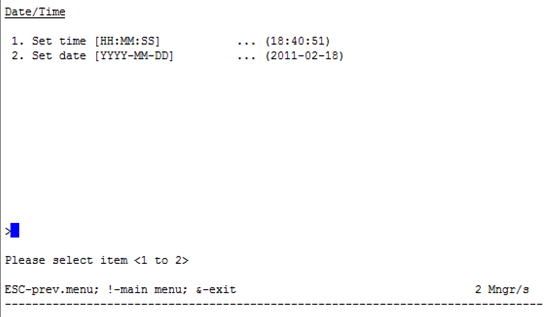 Date/Time
1. Set time [HH:MM:SS] ... (18:40:51)
2. Set date [YYYY-MM-DD] ... (2011-02-18)
>
Please select item <1 to 2>
ESC-prev.menu; !-main menu; &-exit 2 Mngr/s
--------------------------------------------------------------------------------